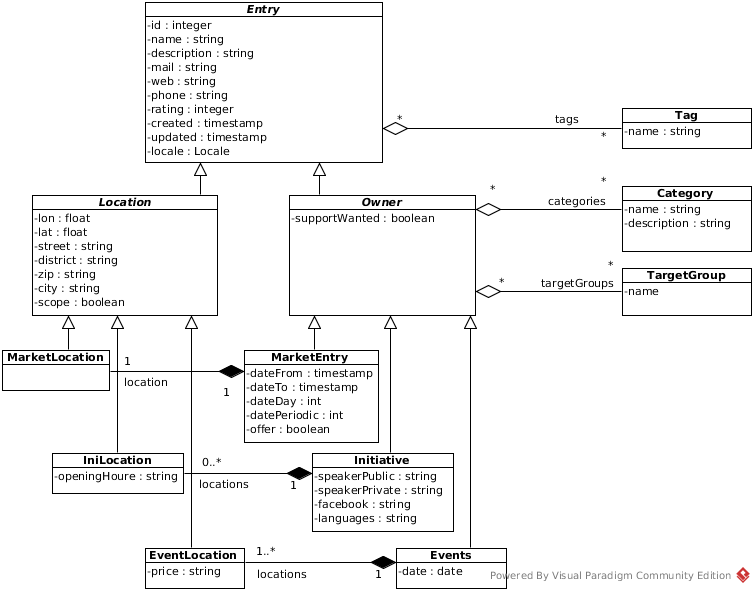 Entry
-id : integer
-name : string
-description : string
-mail : string
-web : string
-phone : string
-rating : integer
-created : timestamp
-updated : timestamp
-locale : Locale
*
tags
*
Tag
-name : string
Location
-lon : float
-lat : float
-street : string
-district : string
-zip : string
-city : string
-scope : boolean
Owner
-supportWanted : boolean
*
categories
*
Category
-name : string
-description : string
*
targetGroups
*
TargetGroup
-name
MarketLocation
1
location
1
MarketEntry
-dateFrom : timestamp
-dateTo : timestamp
-dateDay : int
-datePeriodic : int
-offer : boolean
IniLocation
-openingHoure : string
0..*
locations
1
Initiative
-speakerPublic : string
-speakerPrivate : string
-facebook : string
-languages : string
EventLocation
-price : string
1..*
locations
1
Events
-date : date
Powered By Visual Paradigm Community Edition